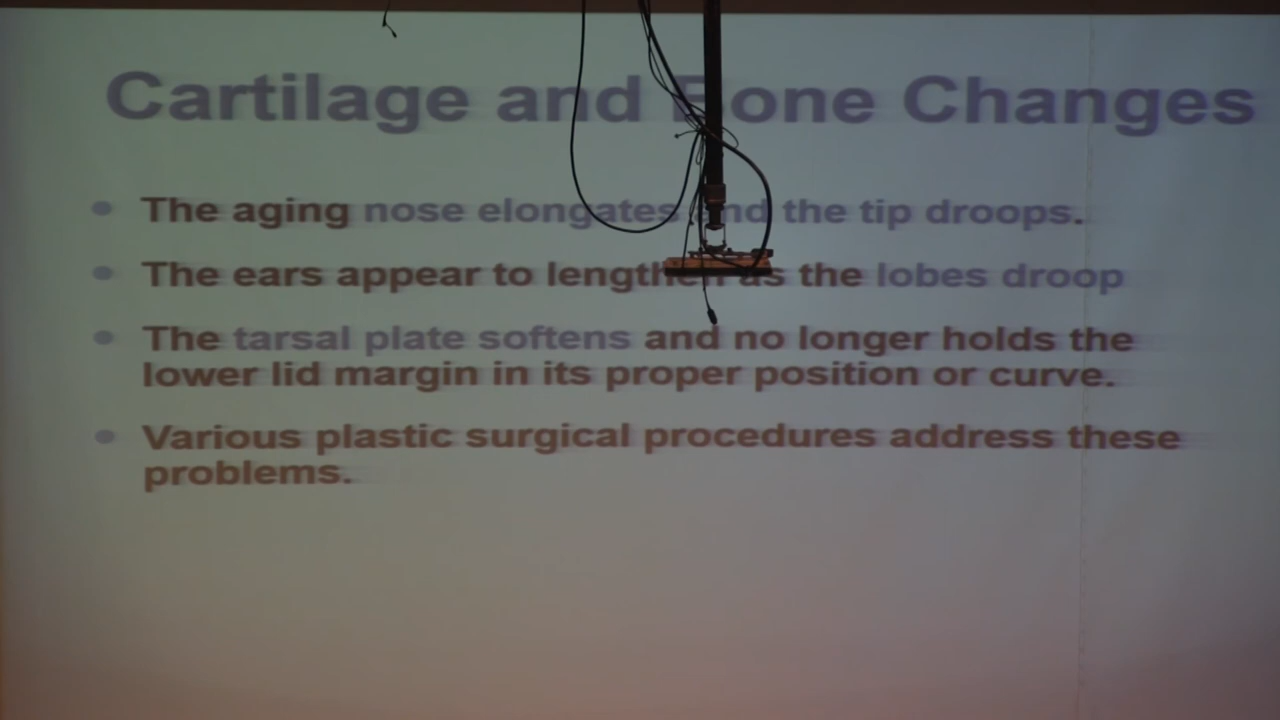 Cartilage and Bone Changes
• The aging nose elongates and the tip droops.
• The ears appear to lengthen as the lobes droop
• The tarsal plate softens and no longer holds the
lower lid margin in its proper position or curve.
• Various plastic surgical procedures address these
problems.